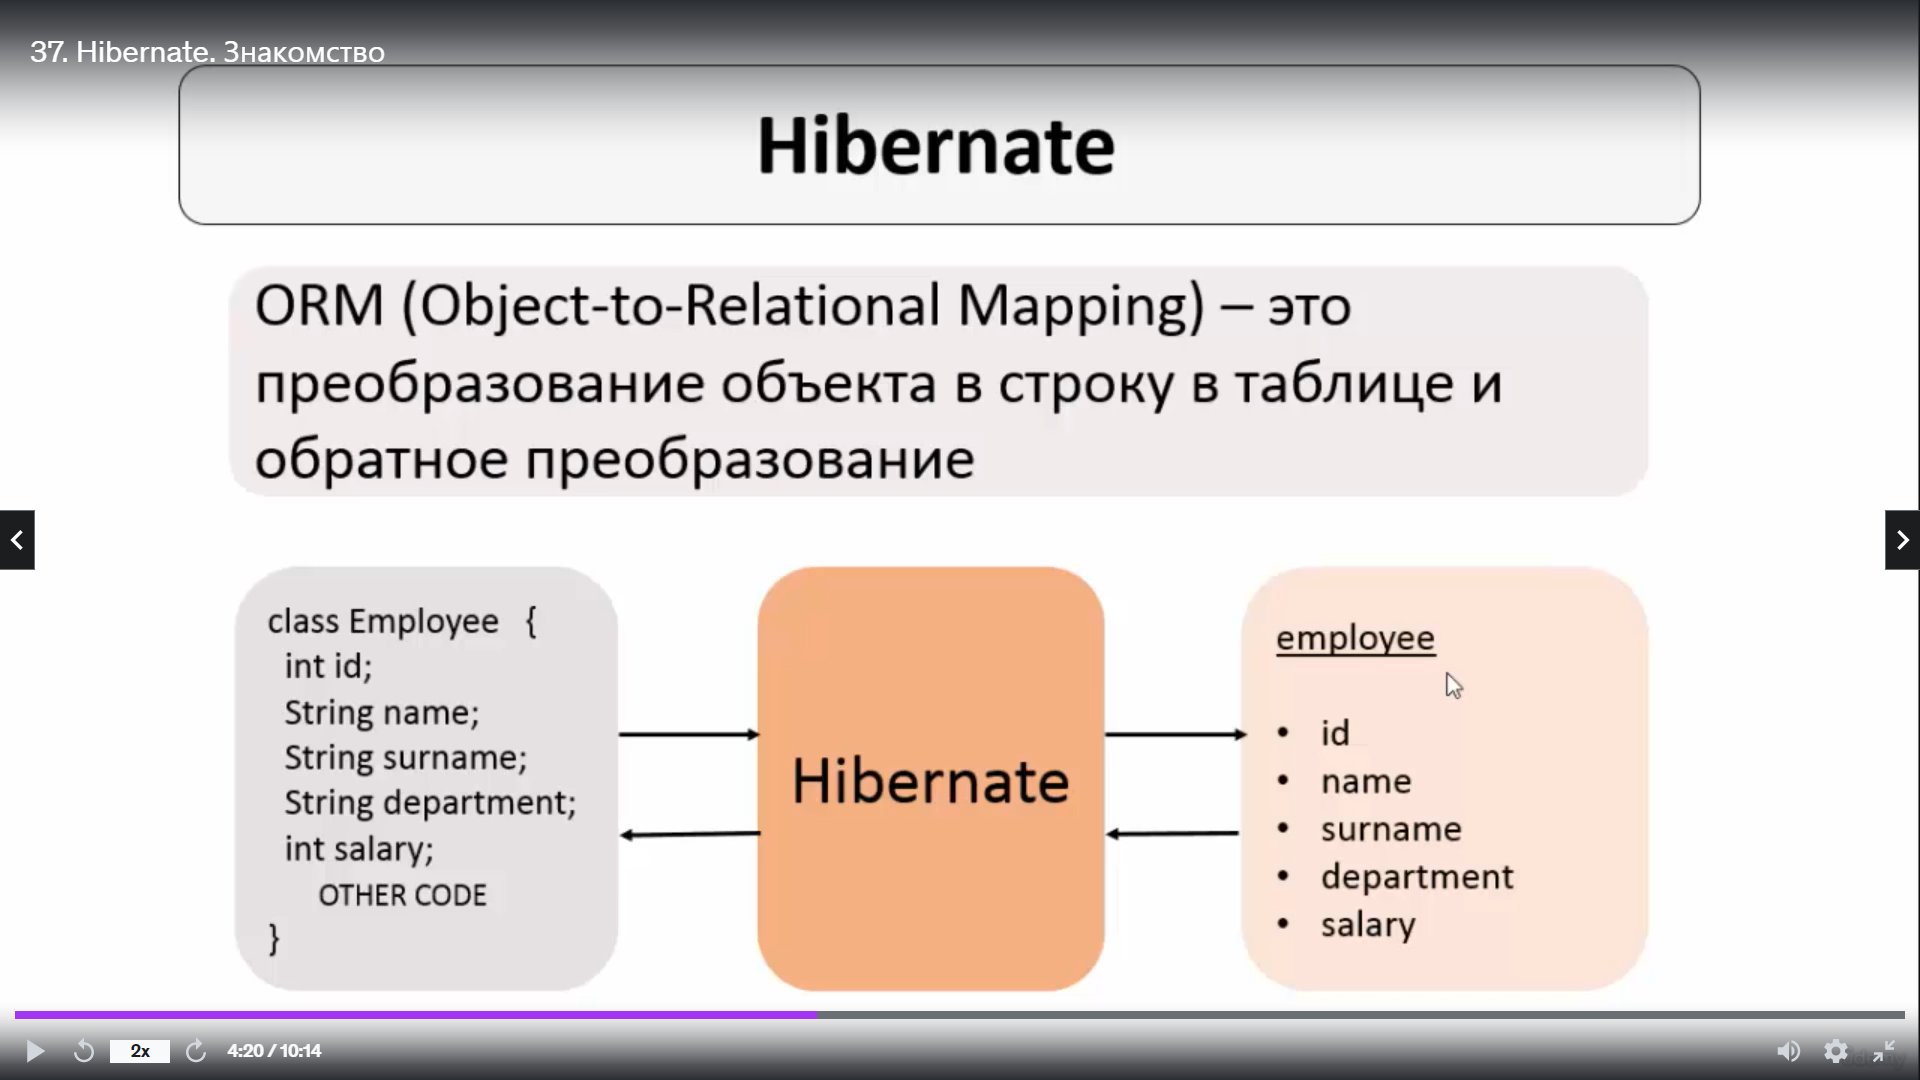 37. Hibernate. Знакомство
Hibernate
ORM (Object-to-Relational Mapping) – это
преобразование объекта в строку в таблице и
обратное преобразование
class Employee {
int id;
String name;
String surname;
String department;
int salary;
OTHER CODE
}
Hibernate
employee
• id
• name
• surname
• department
• salary
2x
4:20 / 10:14